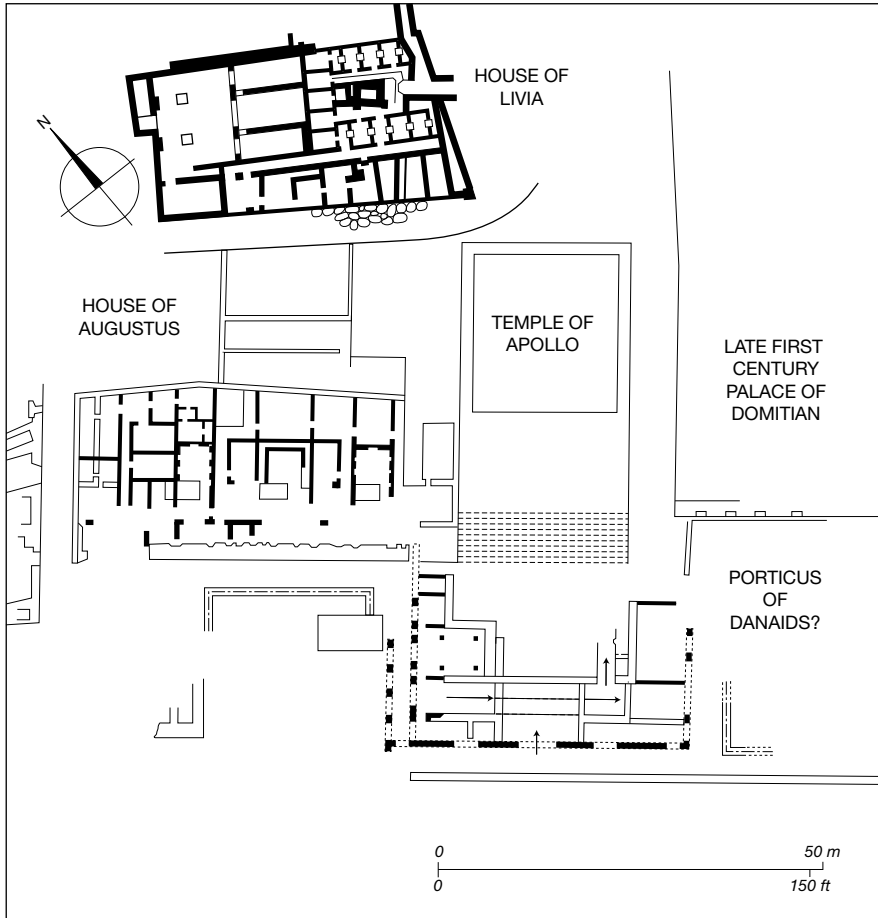 HOUSE OF
LIVIA
N
HOUSE OF
AUGUSTUS
TEMPLE OF
APOLLO
LATE FIRST
CENTURY
PALACE OF
DOMITIAN
PORTICUS
OF
DANAIDS?
0 50 m
0 150 ft